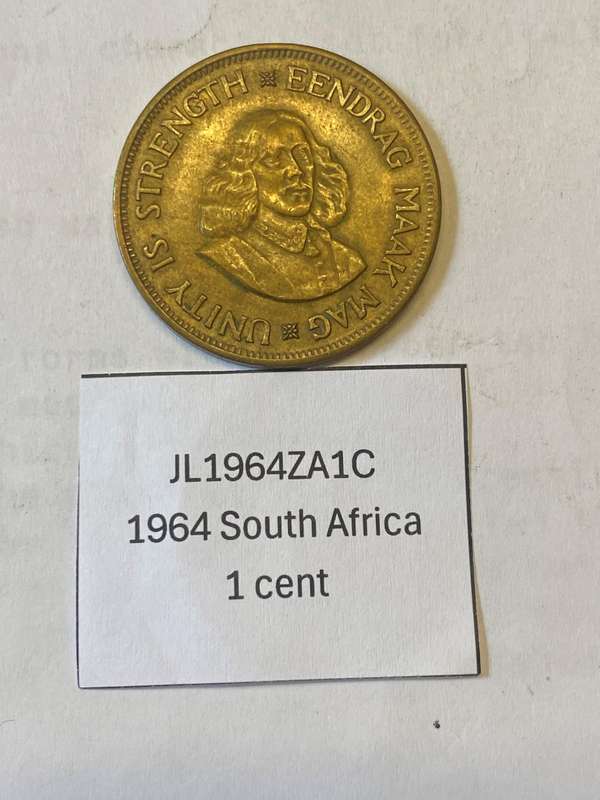 UNITY IS STRENGTH ※ EENDRAG MAAK MAG ※
JL1964ZA1C
1964 South Africa
1 cent